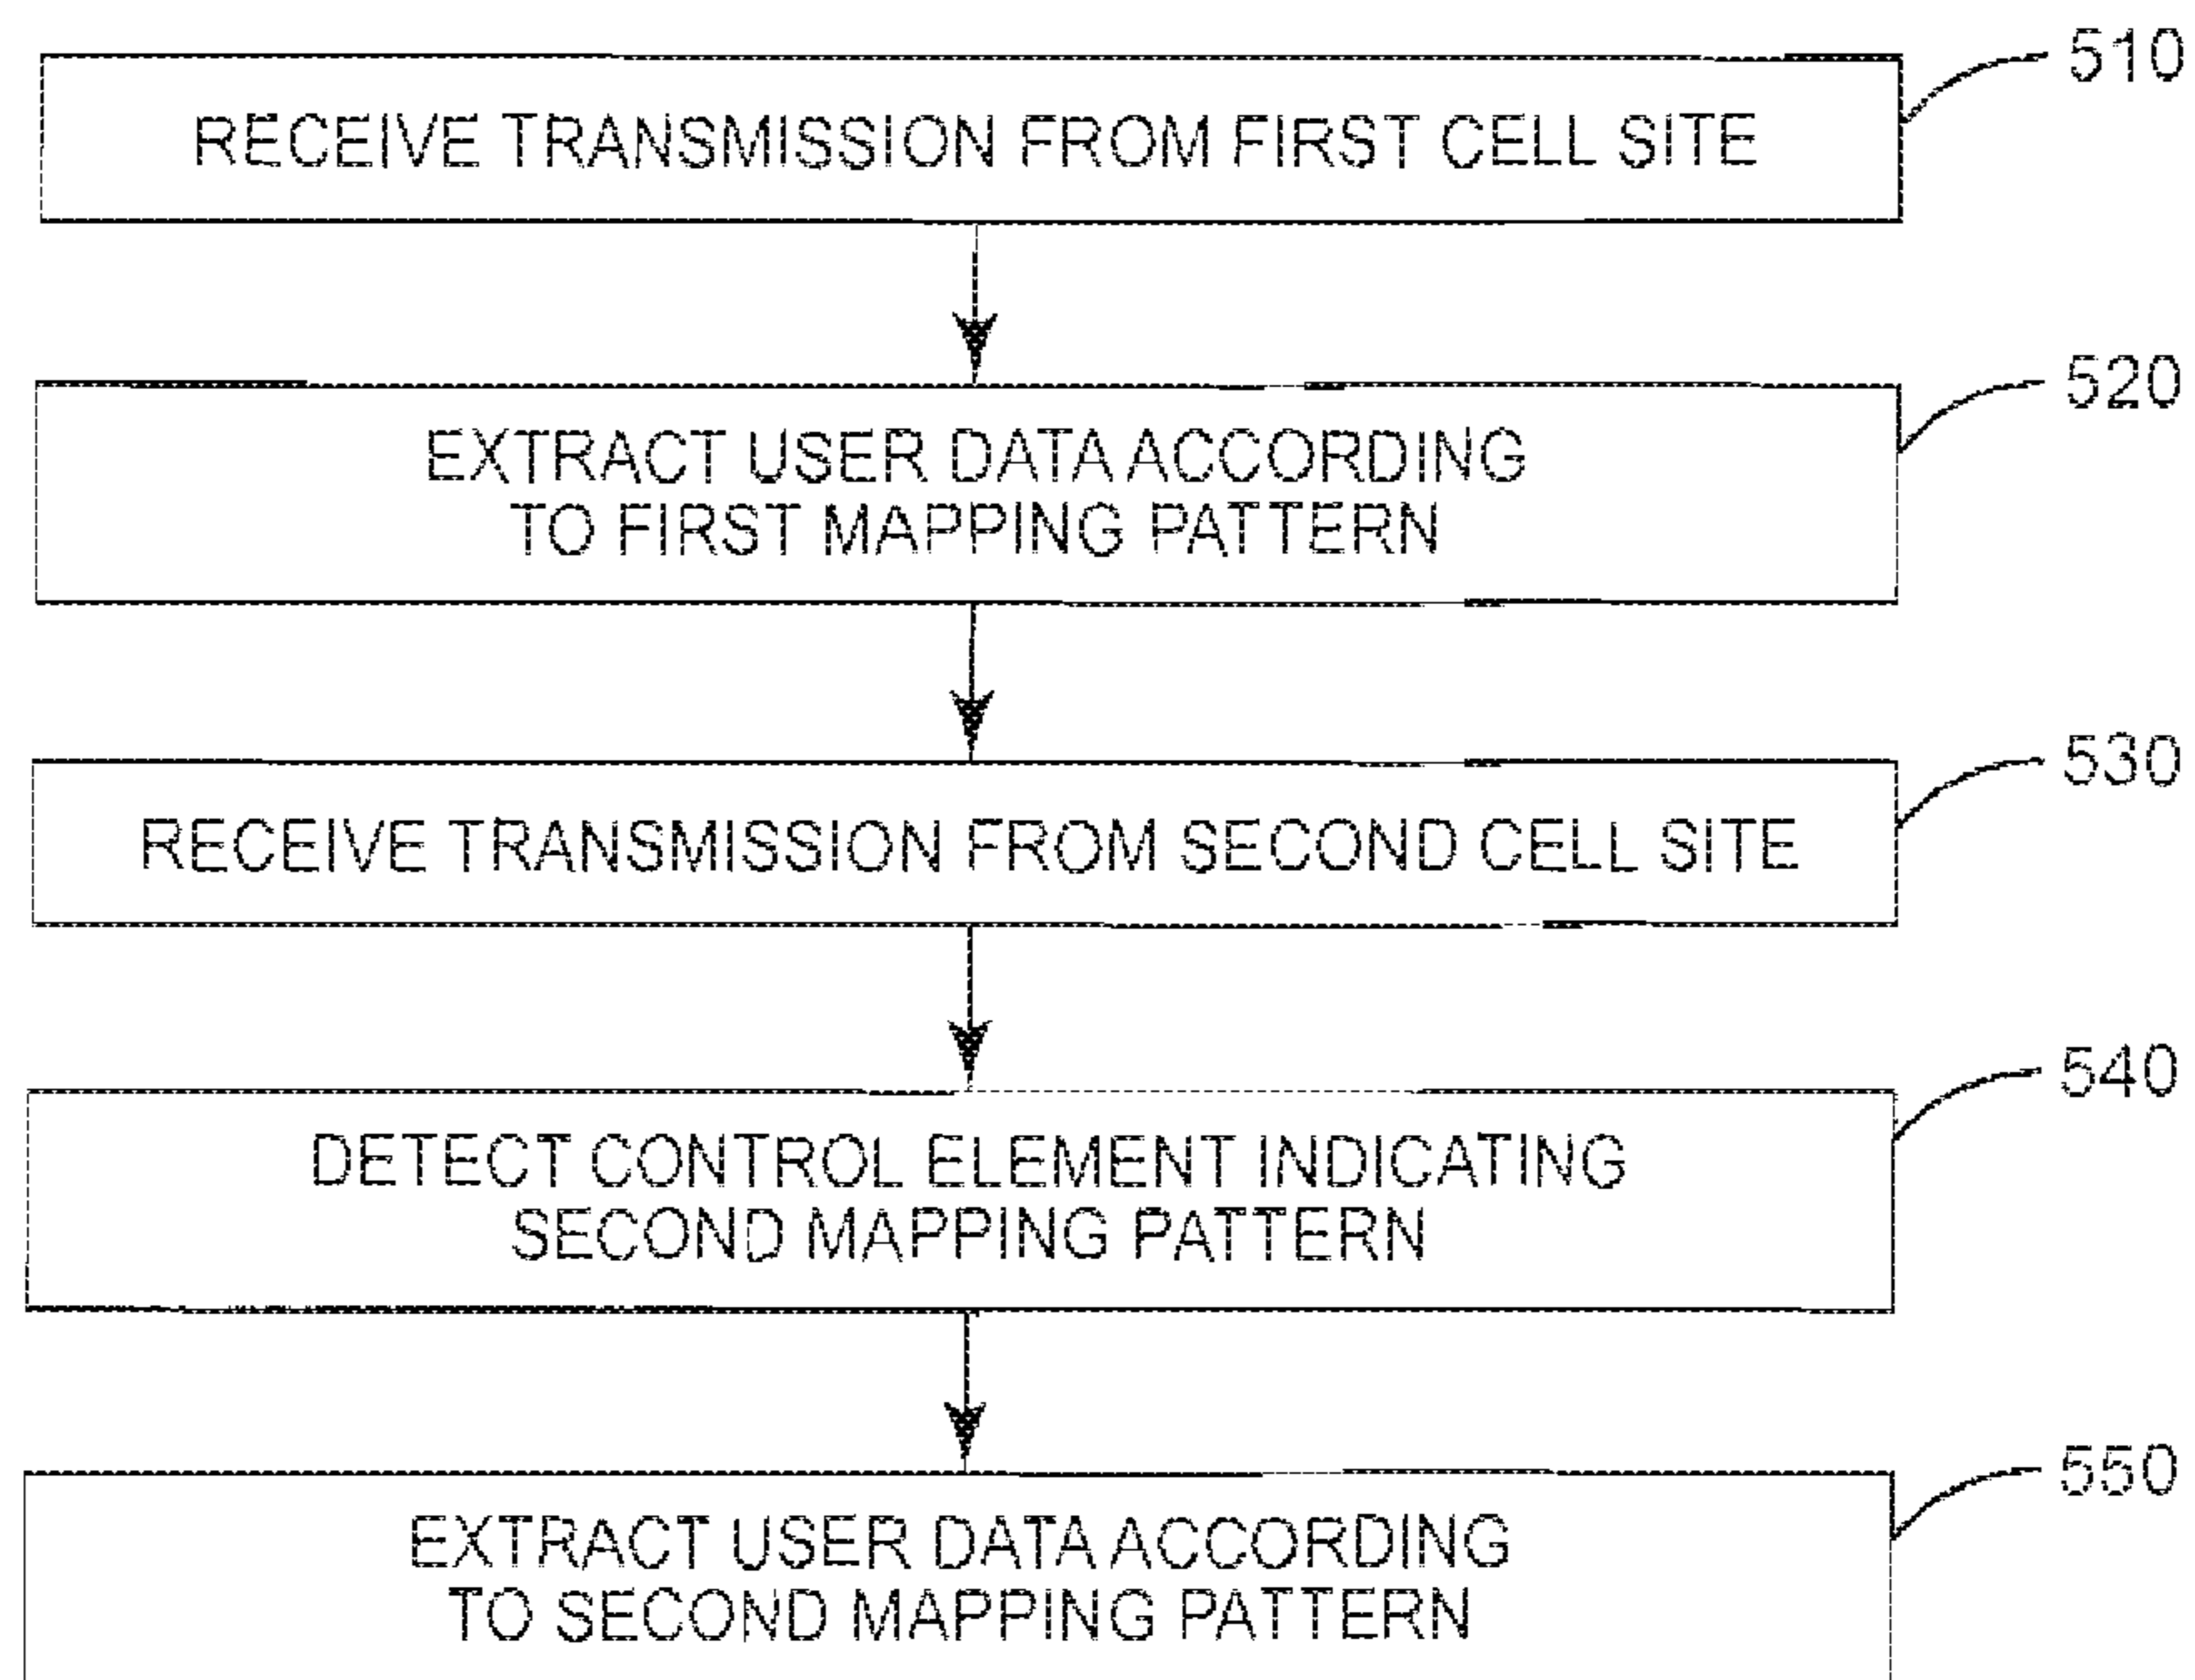 510
RECEIVE TRANSMISSION FROM FIRST CELL SITE
520
EXTRACT USER DATA ACCORDING
TO FIRST MAPPING PATTERN
530
RECEIVE TRANSMISSION FROM SECOND CELL SITE
540
DETECT CONTROL ELEMENT INDICATING
SECOND MAPPING PATTERN
550
EXTRACT USER DATA ACCORDING
TO SECOND MAPPING PATTERN